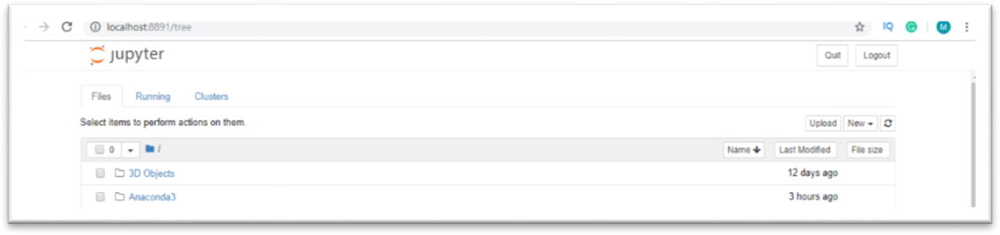 localhost:8891/tree
IQ
G
M
jupyter
Quit Logout
Files Running Clusters
Select items to perform actions on them.
Upload New
0 / Name Last Modified File size
3D Objects 12 days ago
Anaconda3 3 hours ago